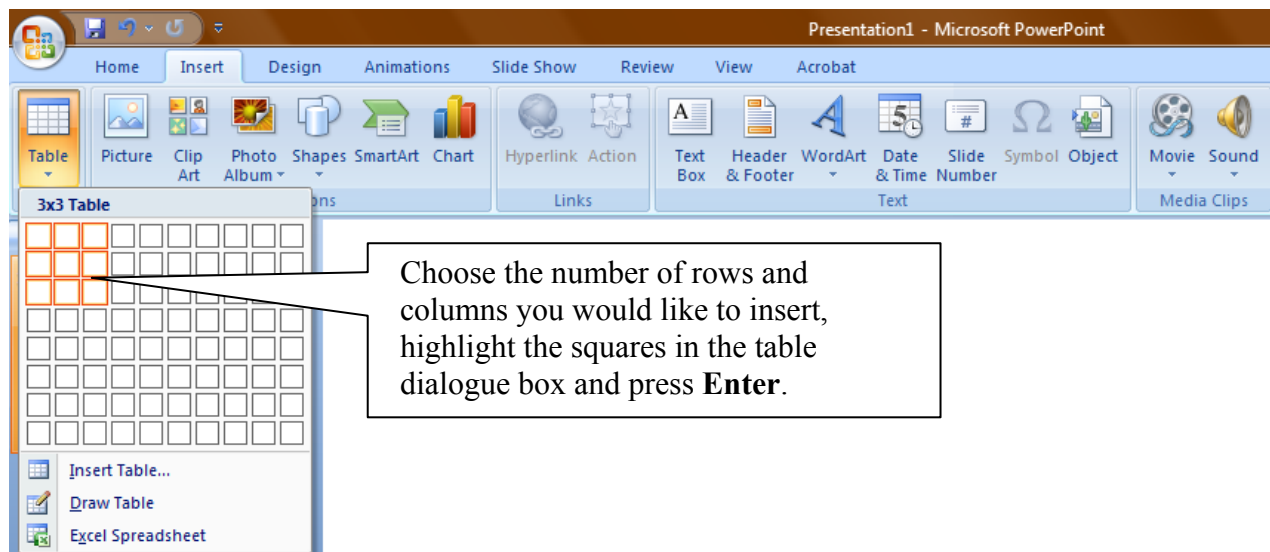 Presentation1 - Microsoft PowerPoint
Home Insert Design Animations Slide Show Review View Acrobat
Table Picture Clip Art Photo Album Shapes SmartArt Chart Hyperlink Action Text Box Header & Footer WordArt Date & Time Slide Number Symbol Object Movie Sound
Links Text Media Clips
3x3 Table
Choose the number of rows and
columns you would like to insert,
highlight the squares in the table
dialogue box and press Enter.
Insert Table...
Draw Table
Excel Spreadsheet